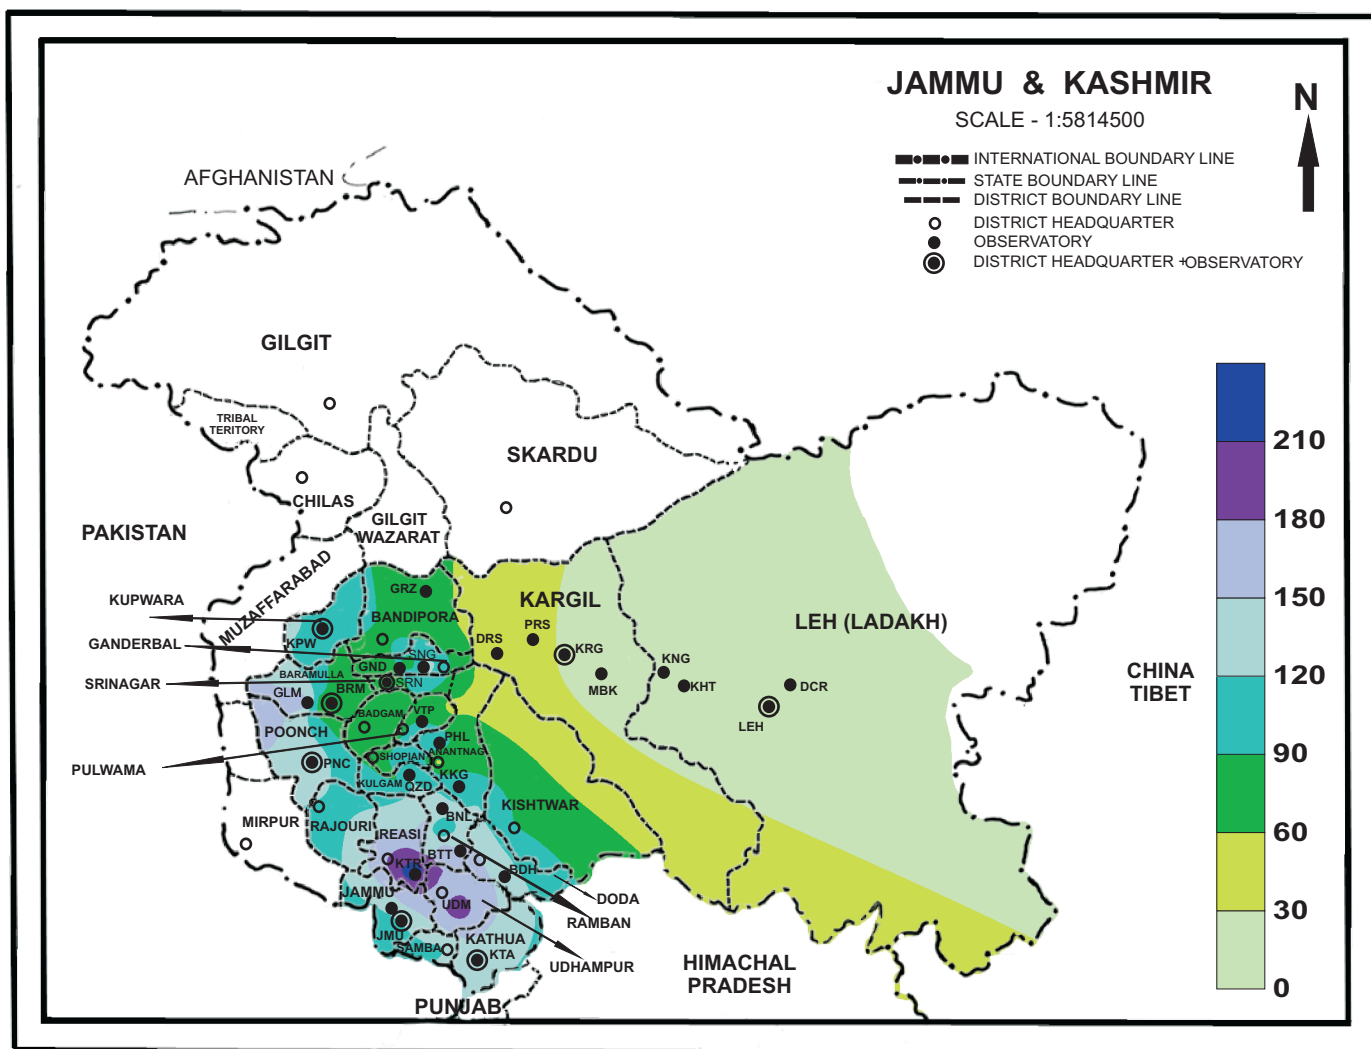 JAMMU & KASHMIR
SCALE - 1:5814500
N
INTERNATIONAL BOUNDARY LINE
STATE BOUNDARY LINE
DISTRICT BOUNDARY LINE
DISTRICT HEADQUARTER
OBSERVATORY
DISTRICT HEADQUARTER +OBSERVATORY
AFGHANISTAN
GILGIT
TRIBAL
TERITORY
SKARDU
CHILAS
GILGIT
WAZARAT
PAKISTAN
MUZAFFARABAD
KUPWARA
GANDERBAL
SRINAGAR
PULWAMA
GRZ
BANDIPORA
KPW
KARGIL
PRS
DRS
KRG
MBK
LEH (LADAKH)
KNG
KHT
DCR
LEH
CHINA
TIBET
SNG
GND
SRN
BARAMULLA
BRM
GLM
BADGAM
VTP
POONCH
PHL
ANANTNAG
SHOPIAN
PNC
KULGAM
QZD
KKG
KISHTWAR
MIRPUR
RAJOURI
REASI
BNL
BTT
KTR
BDH
JAMMU
UDM
DODA
RAMBAN
JMU
SAMBA
KATHUA
KTA
UDHAMPUR
HIMACHAL
PRADESH
PUNJAB
210
180
150
120
90
60
30
0